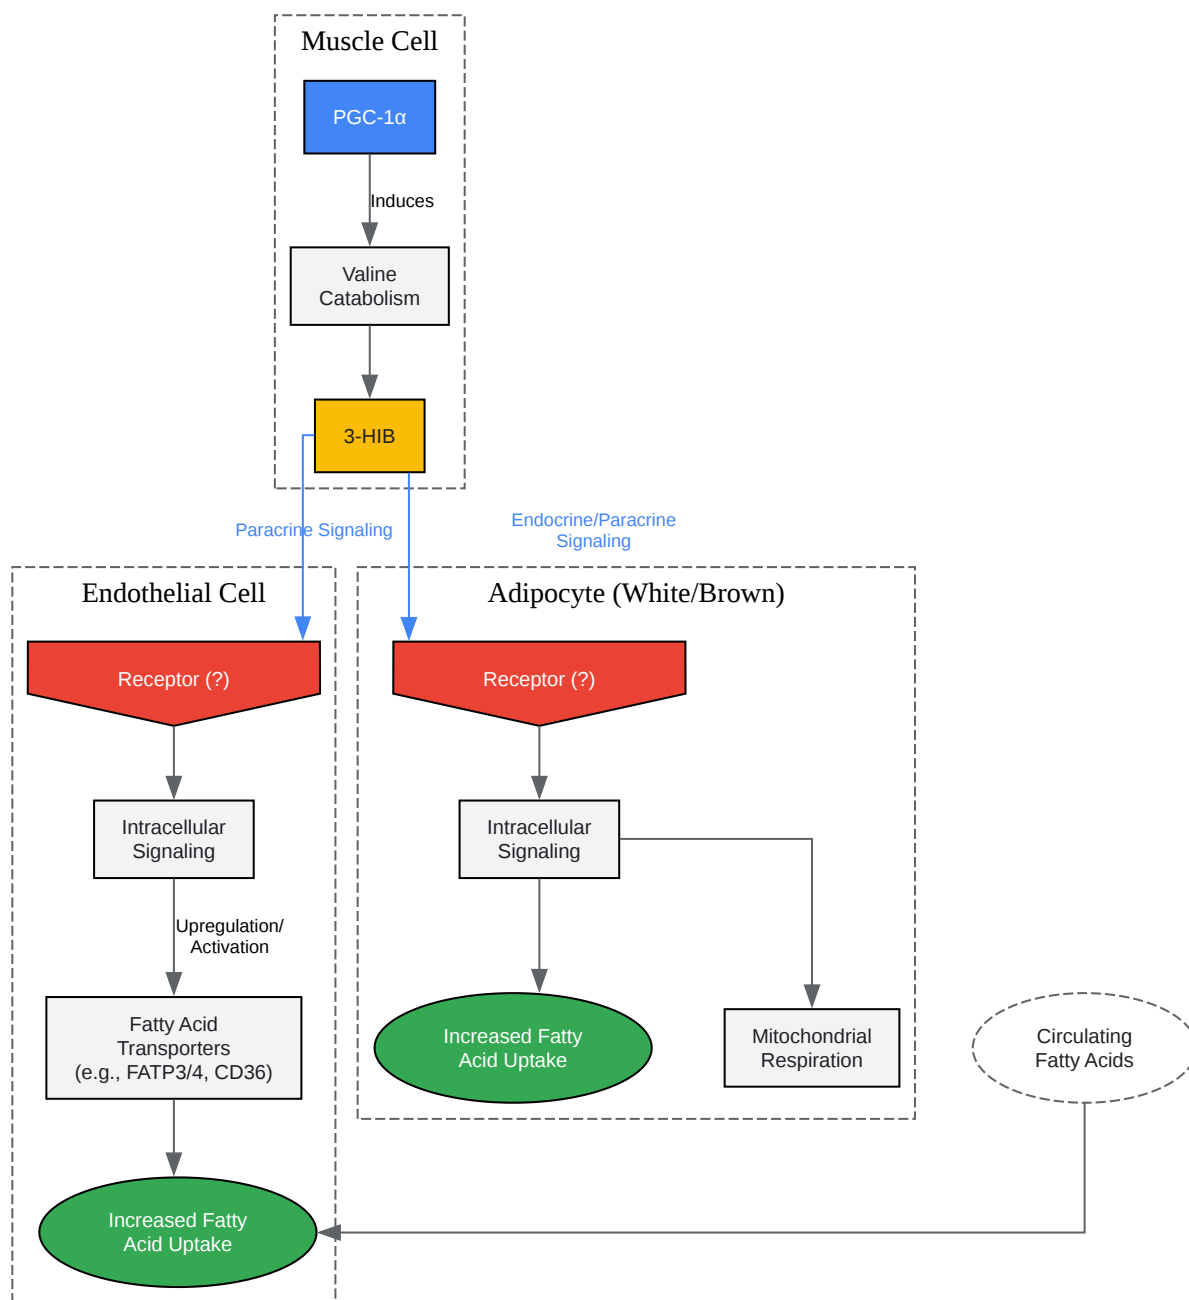 Muscle Cell
PGC-1α
Induces
Valine
Catabolism
3-HIB
Paracrine Signaling
Endocrine/Paracrine
Signaling
Endothelial Cell
Receptor (?)
Intracellular
Signaling
Upregulation/
Activation
Fatty Acid
Transporters
(e.g., FATP3/4, CD36)
Increased Fatty
Acid Uptake
Adipocyte (White/Brown)
Receptor (?)
Intracellular
Signaling
Increased Fatty
Acid Uptake
Mitochondrial
Respiration
Circulating
Fatty Acids